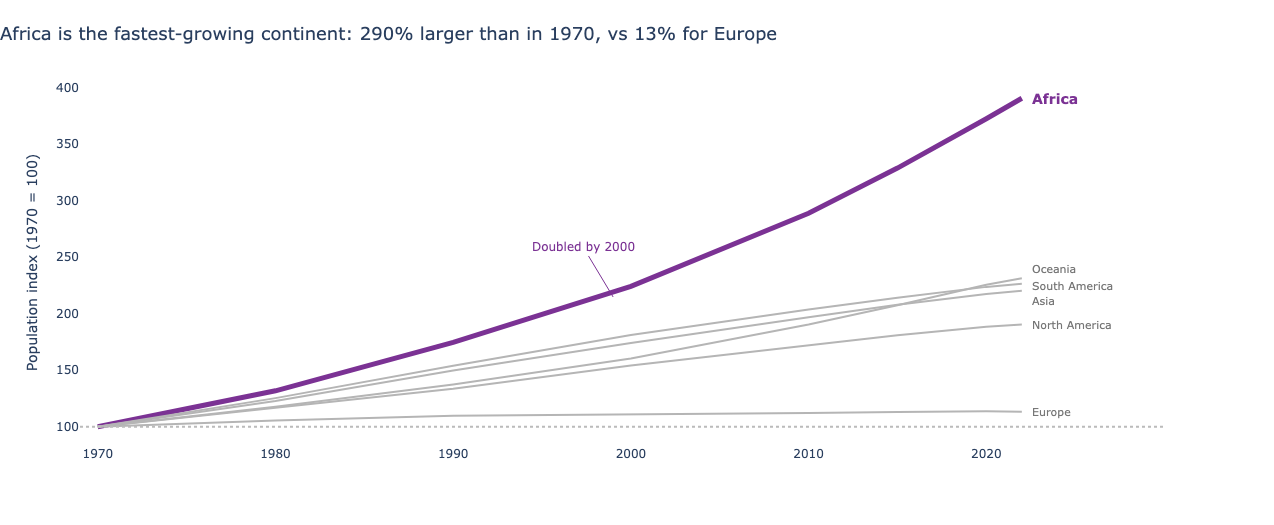 Africa is the fastest-growing continent: 290% larger than in 1970, vs 13% for Europe
Population index (1970 = 100)
400
350
300
250
200
150
100
Doubled by 2000
Africa
Oceania
South America
Asia
North America
Europe
1970 1980 1990 2000 2010 2020